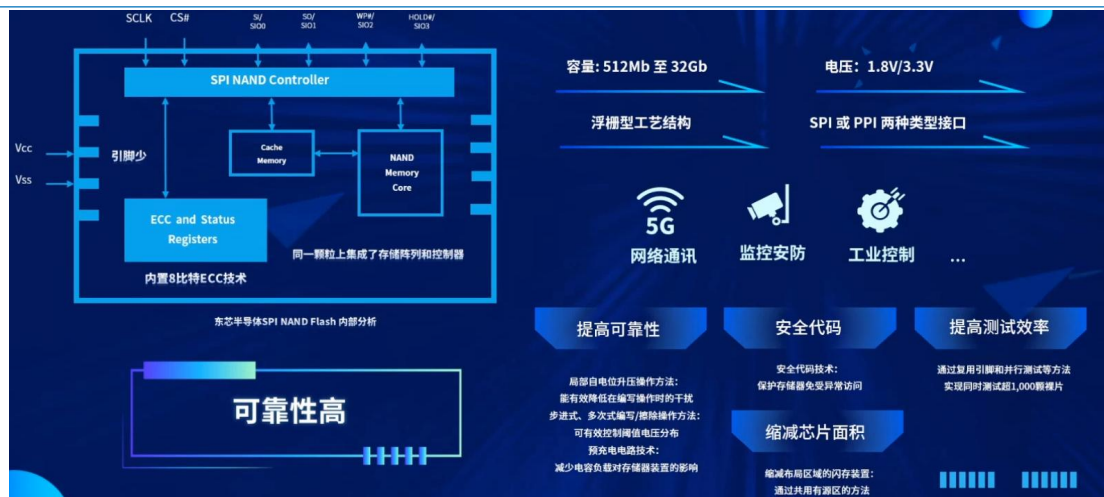 SCLK CS# SI/ SO/ WP#/ HOLD#/
SIO0 SIO1 SIO2 SIO3
SPI NAND Controller
Cache
Memory
NAND
Memory
Core
Vcc
引脚少
Vss
ECC and Status
Registers
同一颗粒上集成了存储阵列和控制器
内置8比特ECC技术
东芯半导体SPI NAND Flash 内部分析
可靠性高
容量: 512Mb 至 32Gb
电压：1.8V/3.3V
浮栅型工艺结构
SPI 或 PPI 两种类型接口
5G
网络通讯
监控安防
工业控制
...
提高可靠性
局部自电位升压操作方法：
能有效降低在编写操作时的干扰
步进式、多次式编写/擦除操作方法：
可有效控制阈值电压分布
预充电电路技术：
减少电容负载对存储器装置的影响
安全代码
安全代码技术：
保护存储器免受异常访问
缩减芯片面积
缩减布局区域的闪存装置：
通过共用有源区的方法
提高测试效率
通过复用引脚和并行测试等方法
实现同时测试超1,000颗裸片